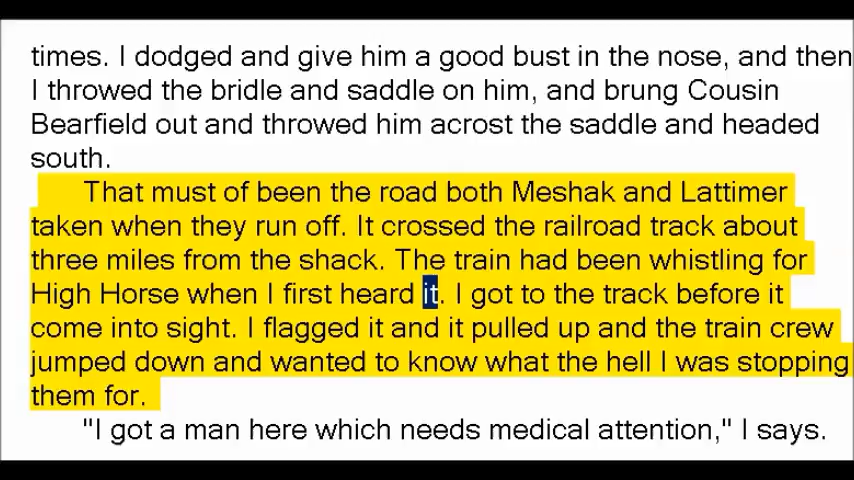 times. I dodged and give him a good bust in the nose, and then
I throwed the bridle and saddle on him, and brung Cousin
Bearfield out and throwed him acrost the saddle and headed
south.
That must of been the road both Meshak and Lattimer
taken when they run off. It crossed the railroad track about
three miles from the shack. The train had been whistling for
High Horse when I first heard it. I got to the track before it
come into sight. I flagged it and it pulled up and the train crew
jumped down and wanted to know what the hell I was stopping
them for.
"I got a man here which needs medical attention," I says.